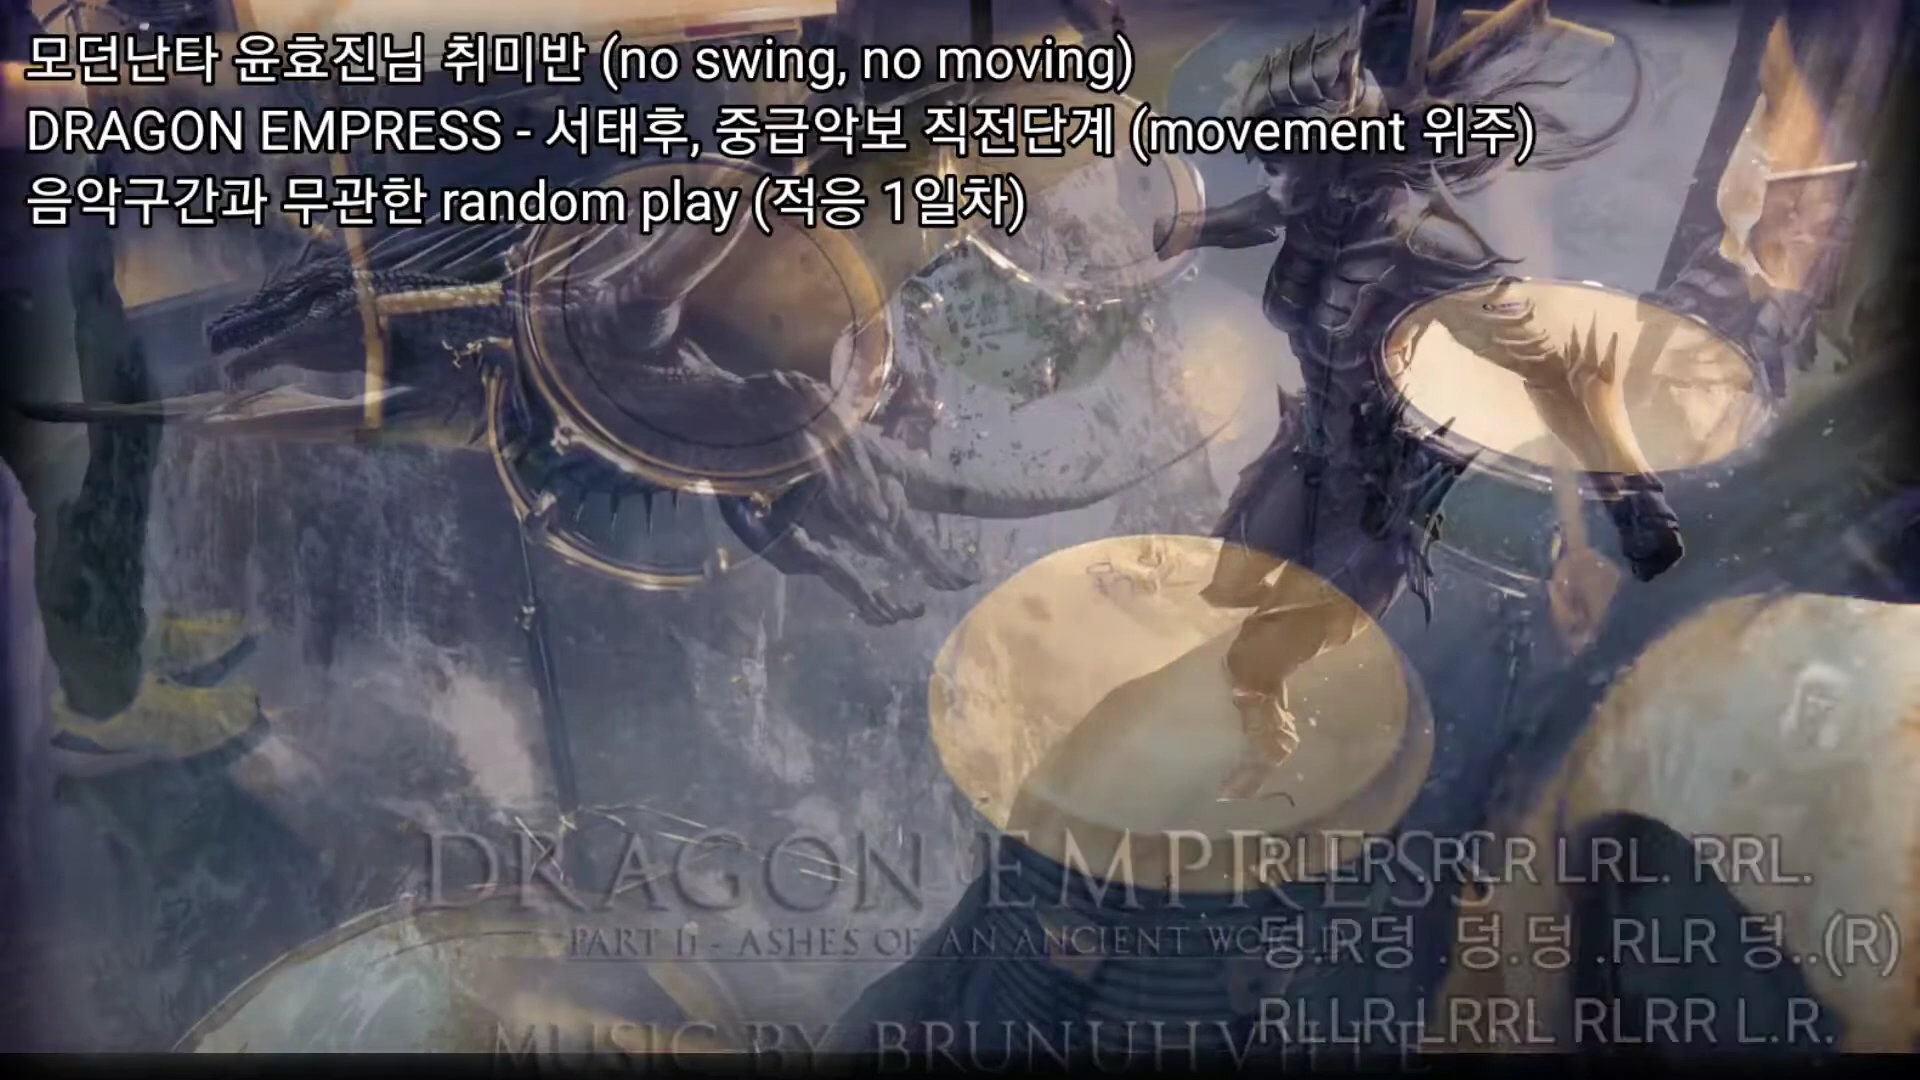 모던난타 윤효진님 취미반 (no swing, no moving)
DRAGON EMPRESS - 서태후, 중급악보 직전단계 (movement 위주)
음악구간과 무관한 random play (적응 1일차)
DRAGON EMPRESS
RLLR .RLR LRL. RRL.
PART II - ASHES OF AN ANCIENT WORLD
덩.R덩 .덩.덩 .RLR 덩..(R)
MUSIC BY BRUNUHVILLE
RLLR LRRL RLRR L.R.